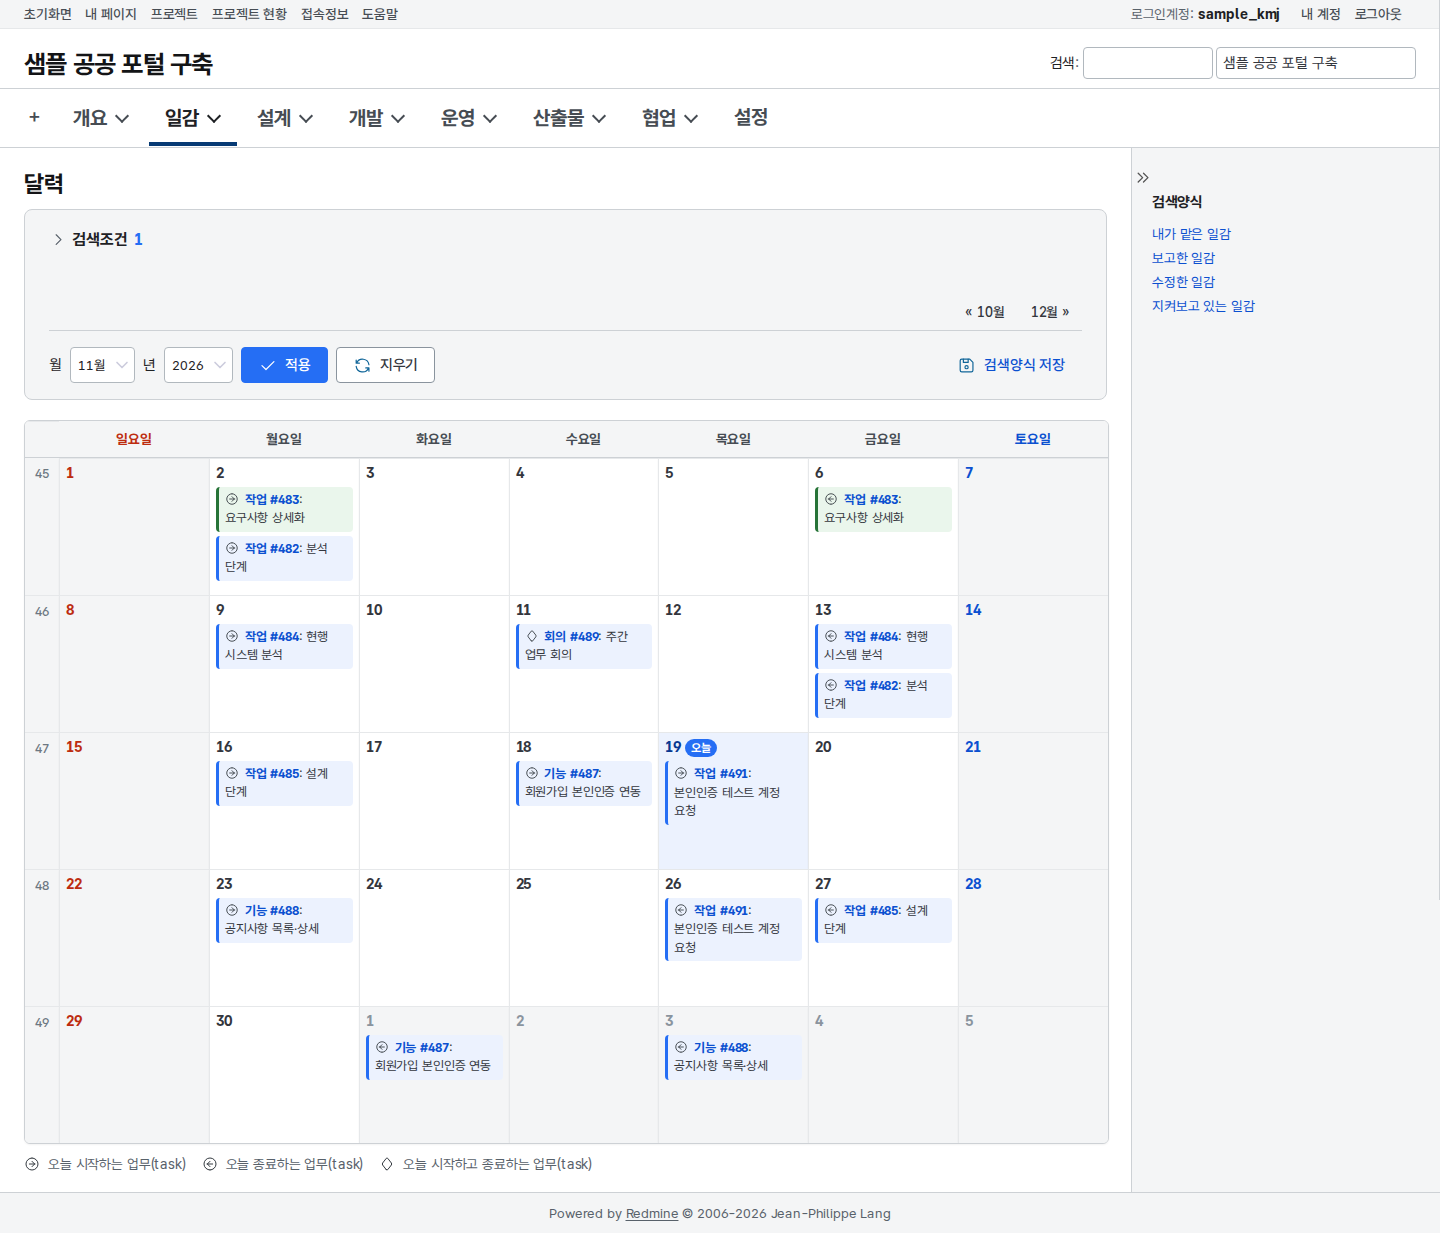 초기화면 내 페이지 프로젝트 프로젝트 현황 접속정보 도움말 로그인계정: sample_kmj 내 계정 로그아웃
샘플 공공 포털 구축 검색: 샘플 공공 포털 구축
+ 개요 일감 설계 개발 운영 산출물 협업 설정
달력
검색조건 1
« 10월 12월 »
월 11월 년 2026 적용 지우기 검색양식 저장
검색양식
내가 맡은 일감
보고한 일감
수정한 일감
지켜보고 있는 일감
일요일 월요일 화요일 수요일 목요일 금요일 토요일
45 1 2 3 4 5 6 7
작업 #483: 작업 #483:
요구사항 상세화 요구사항 상세화
작업 #482: 분석
단계
46 8 9 10 11 12 13 14
작업 #484: 현행 회의 #489: 주간 작업 #484: 현행
시스템 분석 업무 회의 시스템 분석
작업 #482: 분석
단계
47 15 16 17 18 19 오늘 20 21
작업 #485: 설계 기능 #487: 작업 #491:
단계 회원가입 본인인증 연동 본인인증 테스트 계정
요청
48 22 23 24 25 26 27 28
기능 #488: 작업 #491: 작업 #485: 설계
공지사항 목록·상세 본인인증 테스트 계정 단계
요청
49 29 30 1 2 3 4 5
기능 #487: 기능 #488:
회원가입 본인인증 연동 공지사항 목록·상세
오늘 시작하는 업무(task) 오늘 종료하는 업무(task) 오늘 시작하고 종료하는 업무(task)
Powered by Redmine © 2006-2026 Jean-Philippe Lang